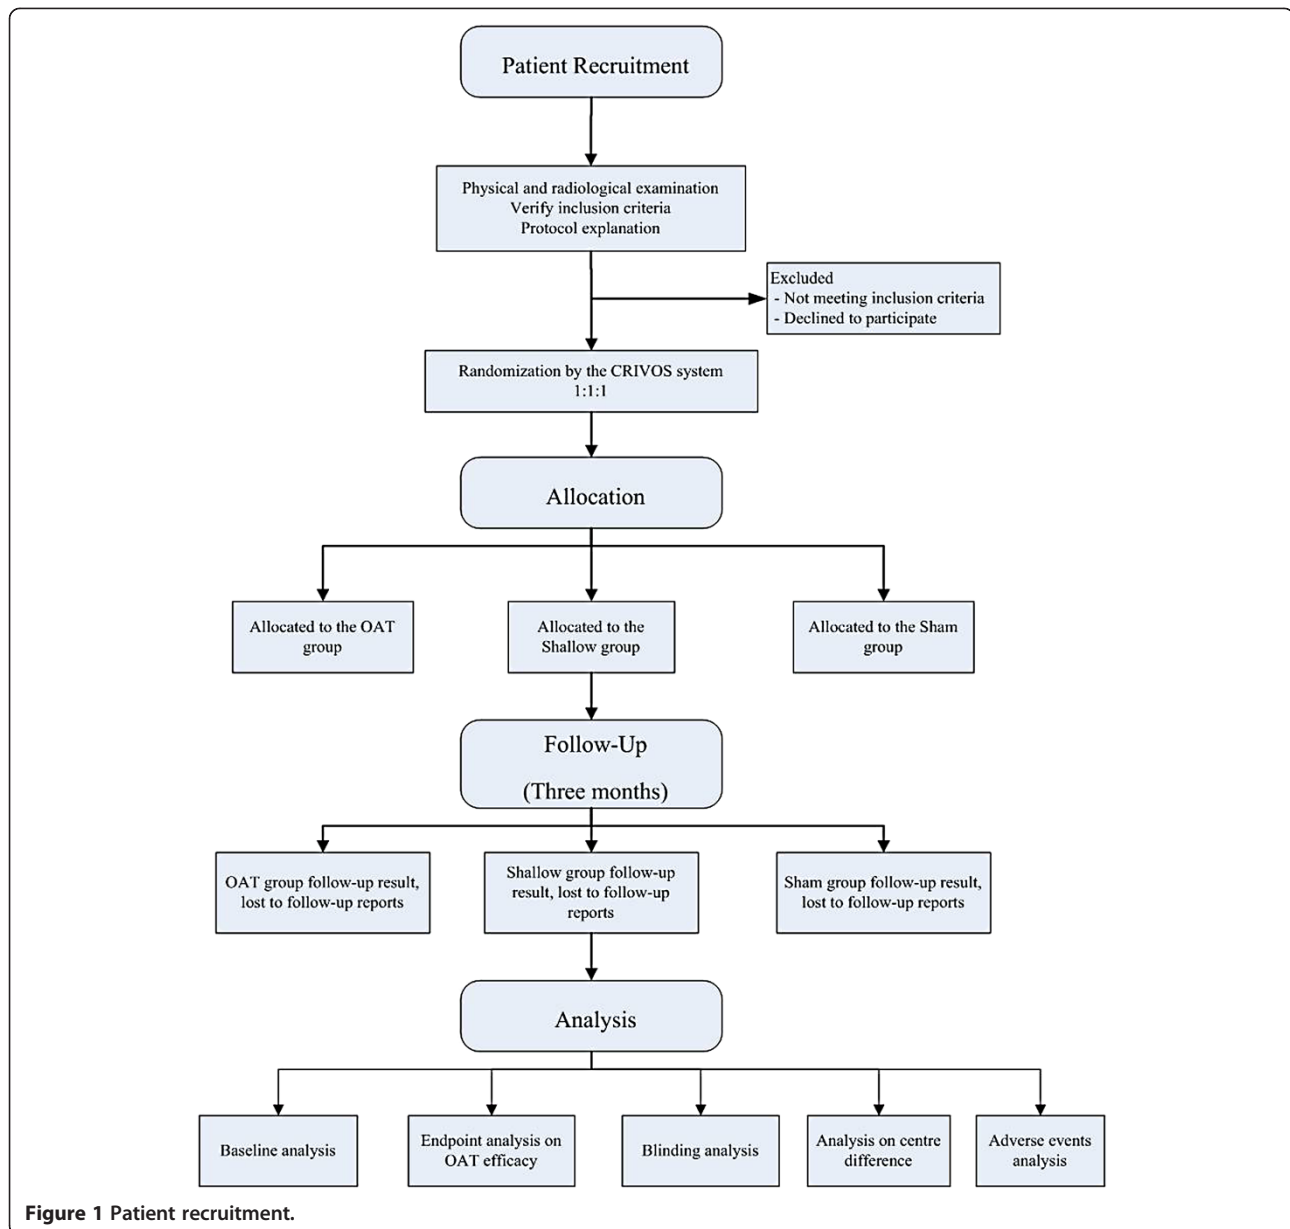 Patient Recruitment
Physical and radiological examination
Verify inclusion criteria
Protocol explanation
Excluded
- Not meeting inclusion criteria
- Declined to participate
Randomization by the CRIVOS system
1:1:1
Allocation
Allocated to the OAT
group
Allocated to the
Shallow group
Allocated to the Sham
group
Follow-Up
(Three months)
OAT group follow-up result,
lost to follow-up reports
Shallow group follow-up
result, lost to follow-up
reports
Sham group follow-up result,
lost to follow-up reports
Analysis
Baseline analysis
Endpoint analysis on
OAT efficacy
Blinding analysis
Analysis on centre
difference
Adverse events
analysis
Figure 1 Patient recruitment.